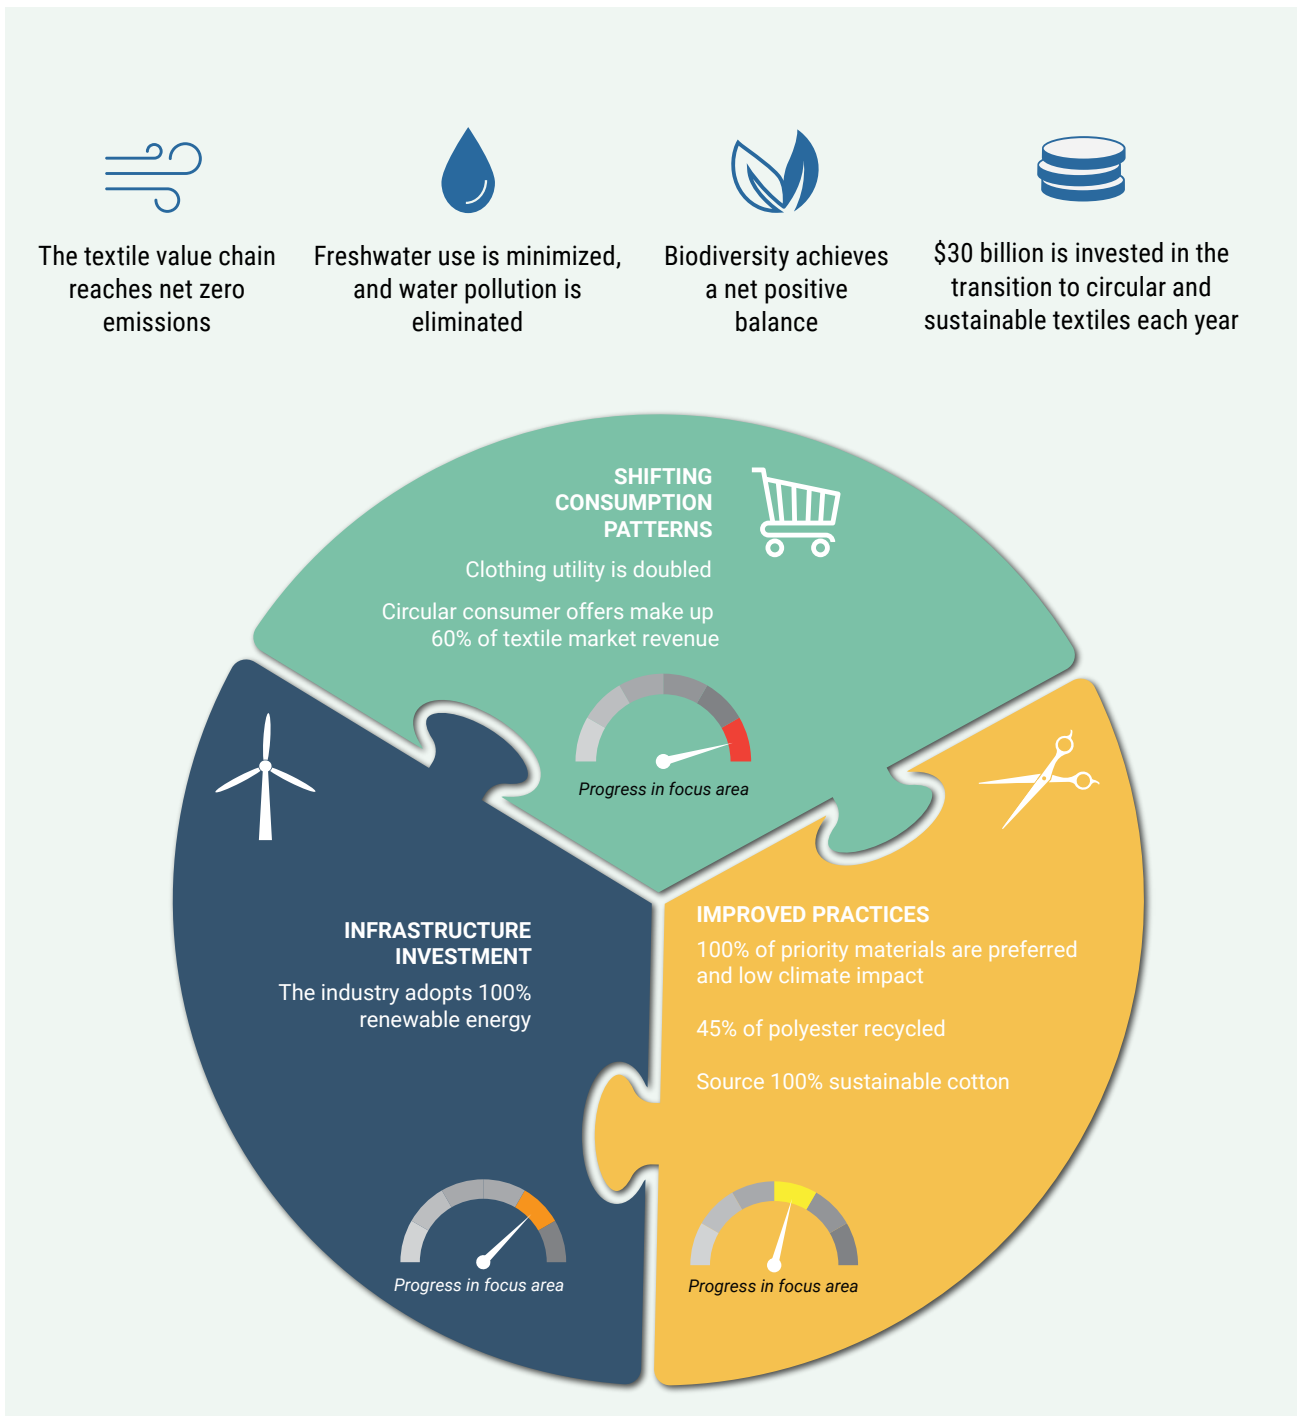 The textile value chain
reaches net zero
emissions
Freshwater use is minimized,
and water pollution is
eliminated
Biodiversity achieves
a net positive
balance
$30 billion is invested in the
transition to circular and
sustainable textiles each year
SHIFTING
CONSUMPTION
PATTERNS
Clothing utility is doubled
Circular consumer offers make up
60% of textile market revenue
Progress in focus area
INFRASTRUCTURE
INVESTMENT
The industry adopts 100%
renewable energy
Progress in focus area
IMPROVED PRACTICES
100% of priority materials are preferred
and low climate impact
45% of polyester recycled
Source 100% sustainable cotton
Progress in focus area